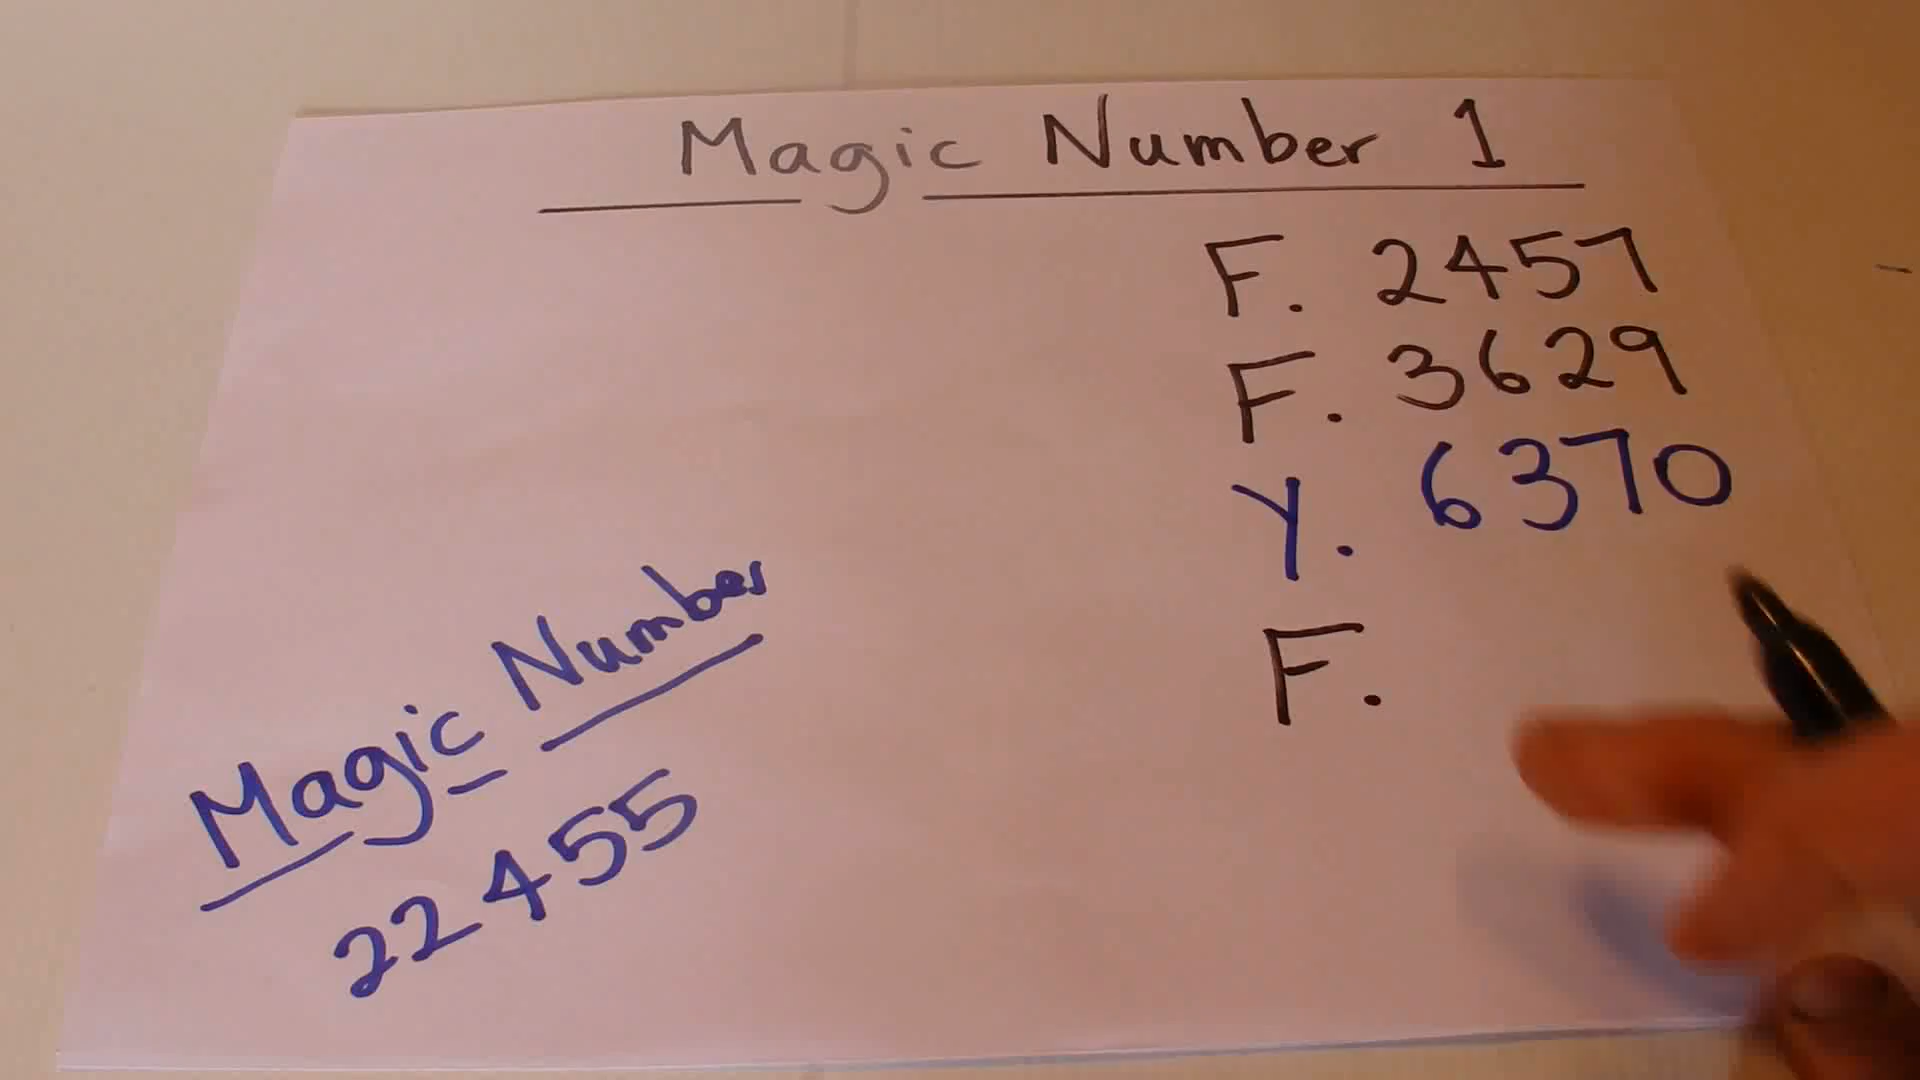 Magic Number 1
F. 2457
F. 3629
Y. 6370
F.
Magic Number
22455